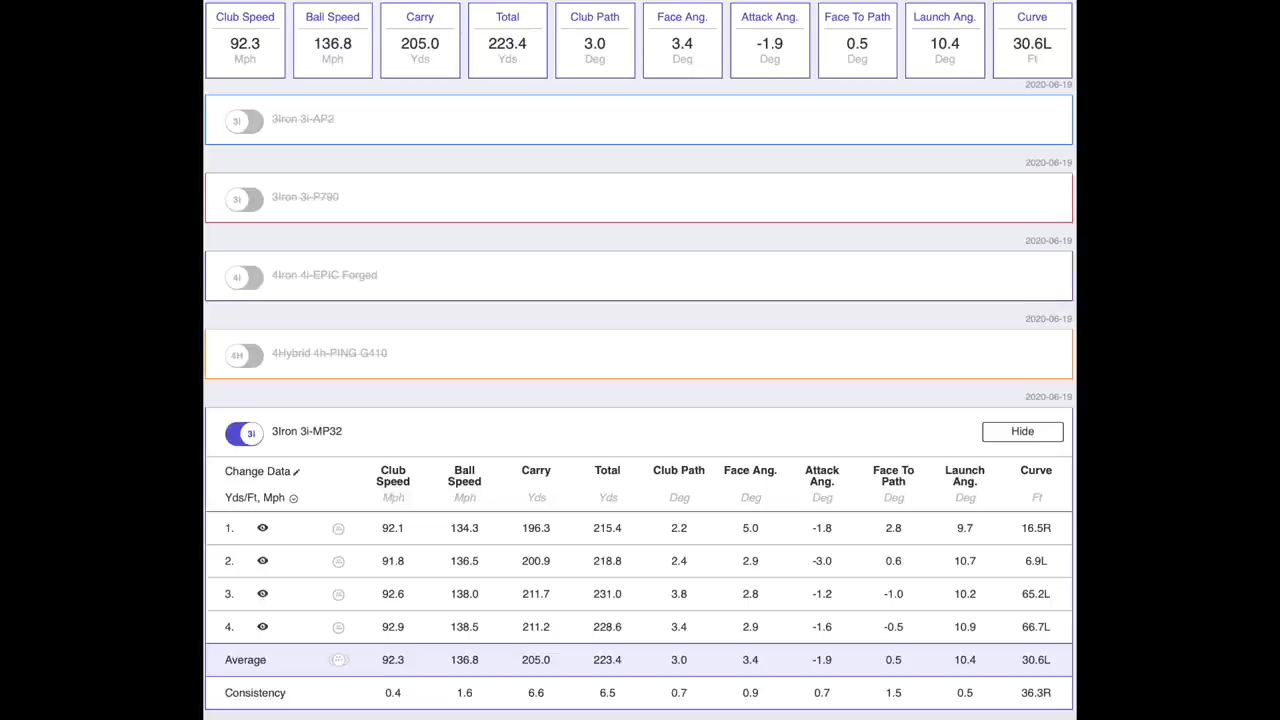 Club Speed Ball Speed Carry Total Club Path Face Ang. Attack Ang. Face To Path Launch Ang. Curve
92.3 136.8 205.0 223.4 3.0 3.4 -1.9 0.5 10.4 30.6L
Mph Mph Yds Yds Deg Deg Deg Deg Deg Ft
2020-06-19
3i 3Iron 3i-AP2
2020-06-19
3i 3Iron 3i-P790
2020-06-19
4i 4Iron 4i-EPIC Forged
2020-06-19
4H 4Hybrid 4h-PING G410
2020-06-19
3i 3Iron 3i-MP32 Hide
Change Data Club Speed Ball Speed Carry Total Club Path Face Ang. Attack Ang. Face To Path Launch Ang. Curve
Yds/Ft, Mph Mph Mph Yds Yds Deg Deg Deg Deg Deg Ft
1. 92.1 134.3 196.3 215.4 2.2 5.0 -1.8 2.8 9.7 16.5R
2. 91.8 136.5 200.9 218.8 2.4 2.9 -3.0 0.6 10.7 6.9L
3. 92.6 138.0 211.7 231.0 3.8 2.8 -1.2 -1.0 10.2 65.2L
4. 92.9 138.5 211.2 228.6 3.4 2.9 -1.6 -0.5 10.9 66.7L
Average 92.3 136.8 205.0 223.4 3.0 3.4 -1.9 0.5 10.4 30.6L
Consistency 0.4 1.6 6.6 6.5 0.7 0.9 0.7 1.5 0.5 36.3R